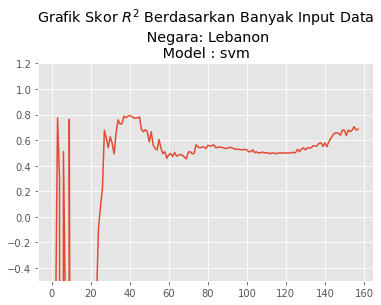 Grafik Skor $R^2$ Berdasarkan Banyak Input Data
Negara: Lebanon
Model : svm
1.2
1.0
0.8
0.6
0.4
0.2
0.0
−0.2
−0.4
0 20 40 60 80 100 120 140 160